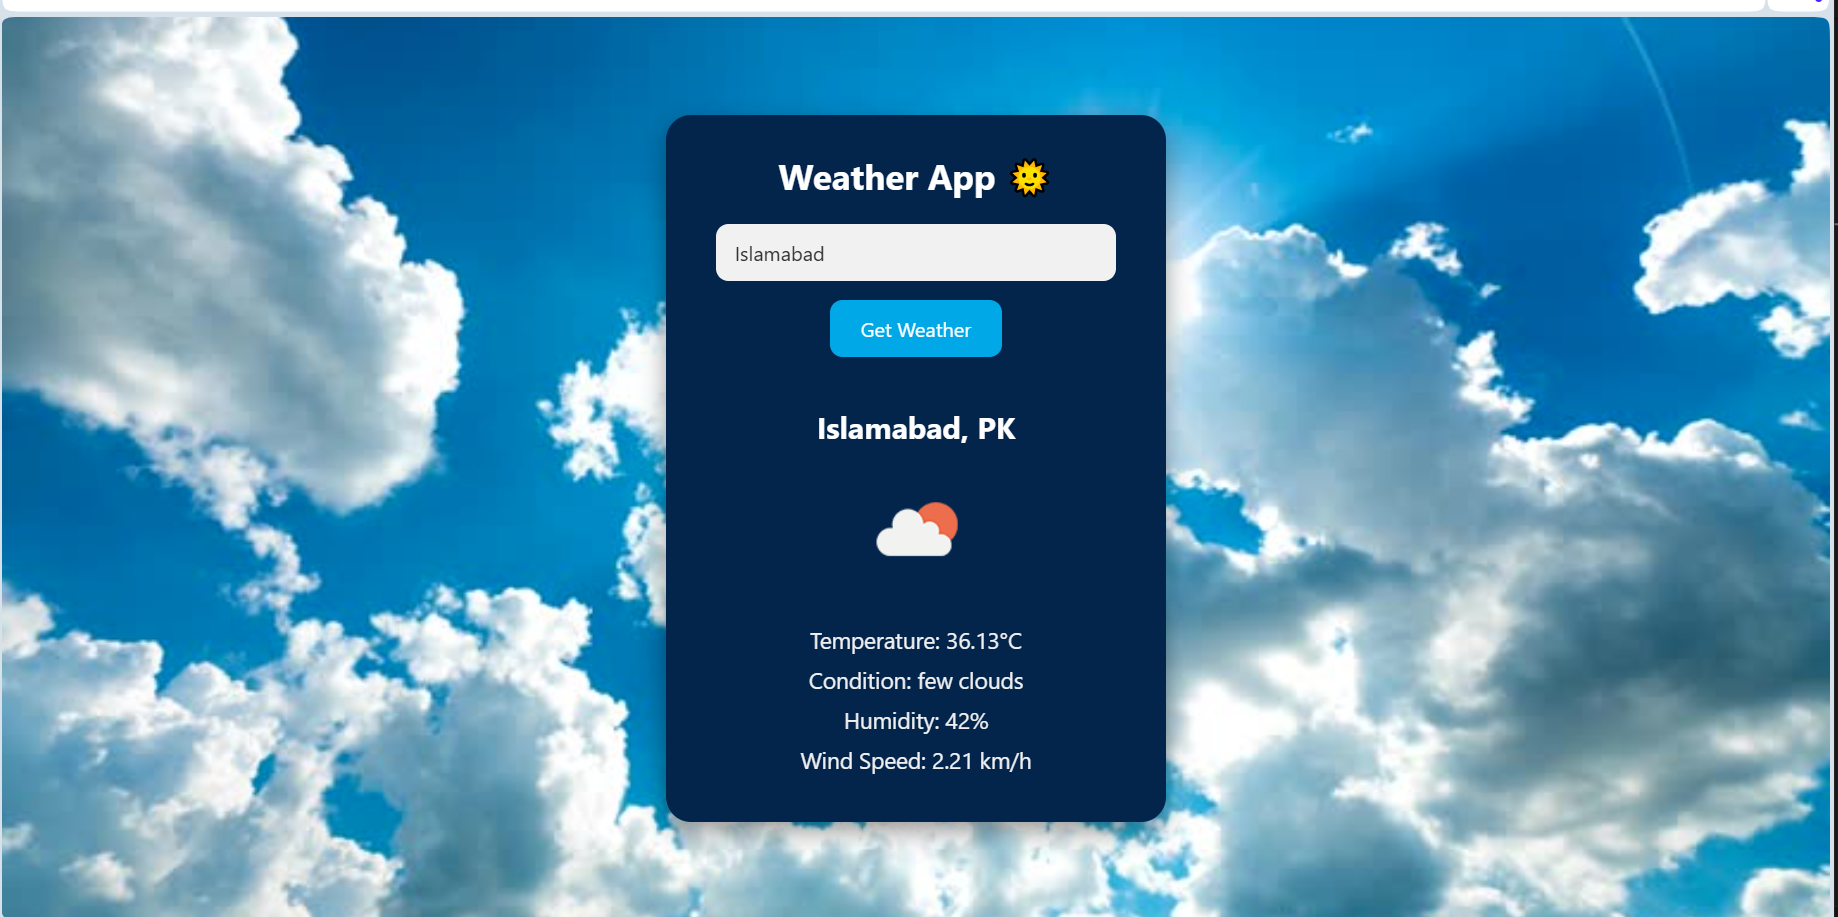 Weather App 🌞
Islamabad
Get Weather
Islamabad, PK
Temperature: 36.13°C
Condition: few clouds
Humidity: 42%
Wind Speed: 2.21 km/h